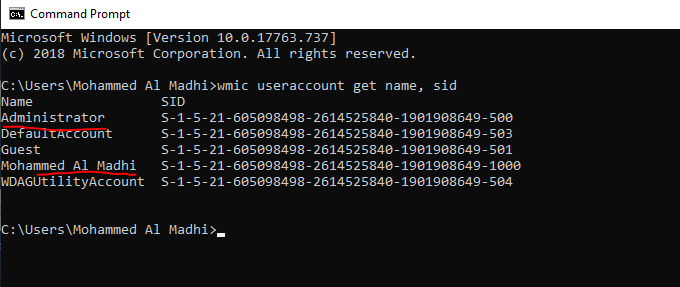 Command Prompt
Microsoft Windows [Version 10.0.17763.737]
(c) 2018 Microsoft Corporation. All rights reserved.
C:\Users\Mohammed Al Madhi>wmic useraccount get name, sid
Name SID
Administrator S-1-5-21-605098498-2614525840-1901908649-500
DefaultAccount S-1-5-21-605098498-2614525840-1901908649-503
Guest S-1-5-21-605098498-2614525840-1901908649-501
Mohammed Al Madhi S-1-5-21-605098498-2614525840-1901908649-1000
WDAGUtilityAccount S-1-5-21-605098498-2614525840-1901908649-504
C:\Users\Mohammed Al Madhi>